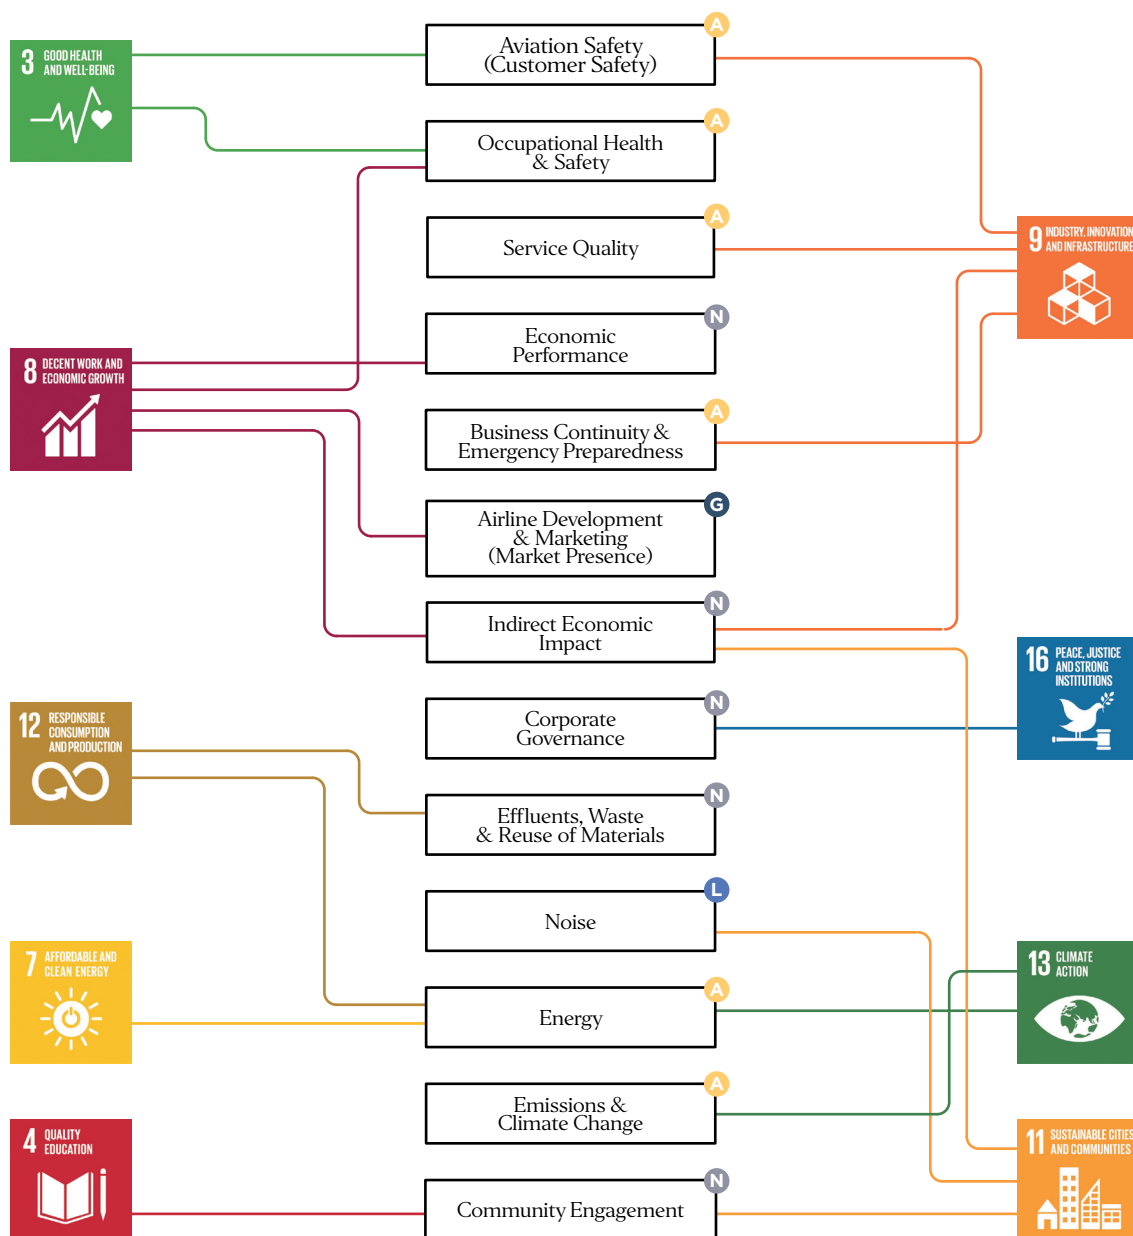 3 GOOD HEALTH
AND WELL-BEING
A
Aviation Safety
(Customer Safety)
A
Occupational Health
& Safety
A
Service Quality
9 INDUSTRY, INNOVATION
AND INFRASTRUCTURE
N
Economic
Performance
8 DECENT WORK AND
ECONOMIC GROWTH
A
Business Continuity &
Emergency Preparedness
G
Airline Development
& Marketing
(Market Presence)
N
Indirect Economic
Impact
16 PEACE, JUSTICE
AND STRONG
INSTITUTIONS
N
Corporate
Governance
12 RESPONSIBLE
CONSUMPTION
AND PRODUCTION
N
Effluents, Waste
& Reuse of Materials
L
Noise
7 AFFORDABLE AND
CLEAN ENERGY
13 CLIMATE
ACTION
A
Energy
A
Emissions &
Climate Change
4 QUALITY
EDUCATION
11 SUSTAINABLE CITIES
AND COMMUNITIES
N
Community Engagement